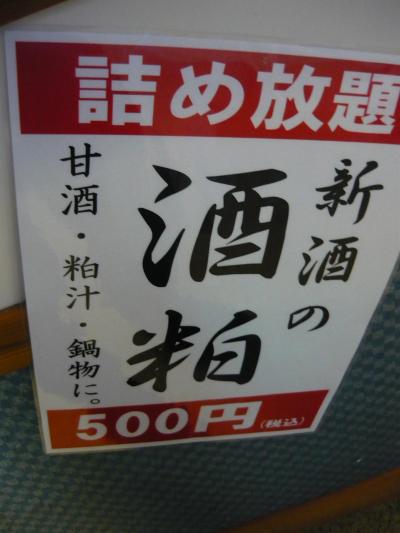 詰め放題
新酒の
酒粕
甘酒・粕汁・鍋物に。
500円(税込)